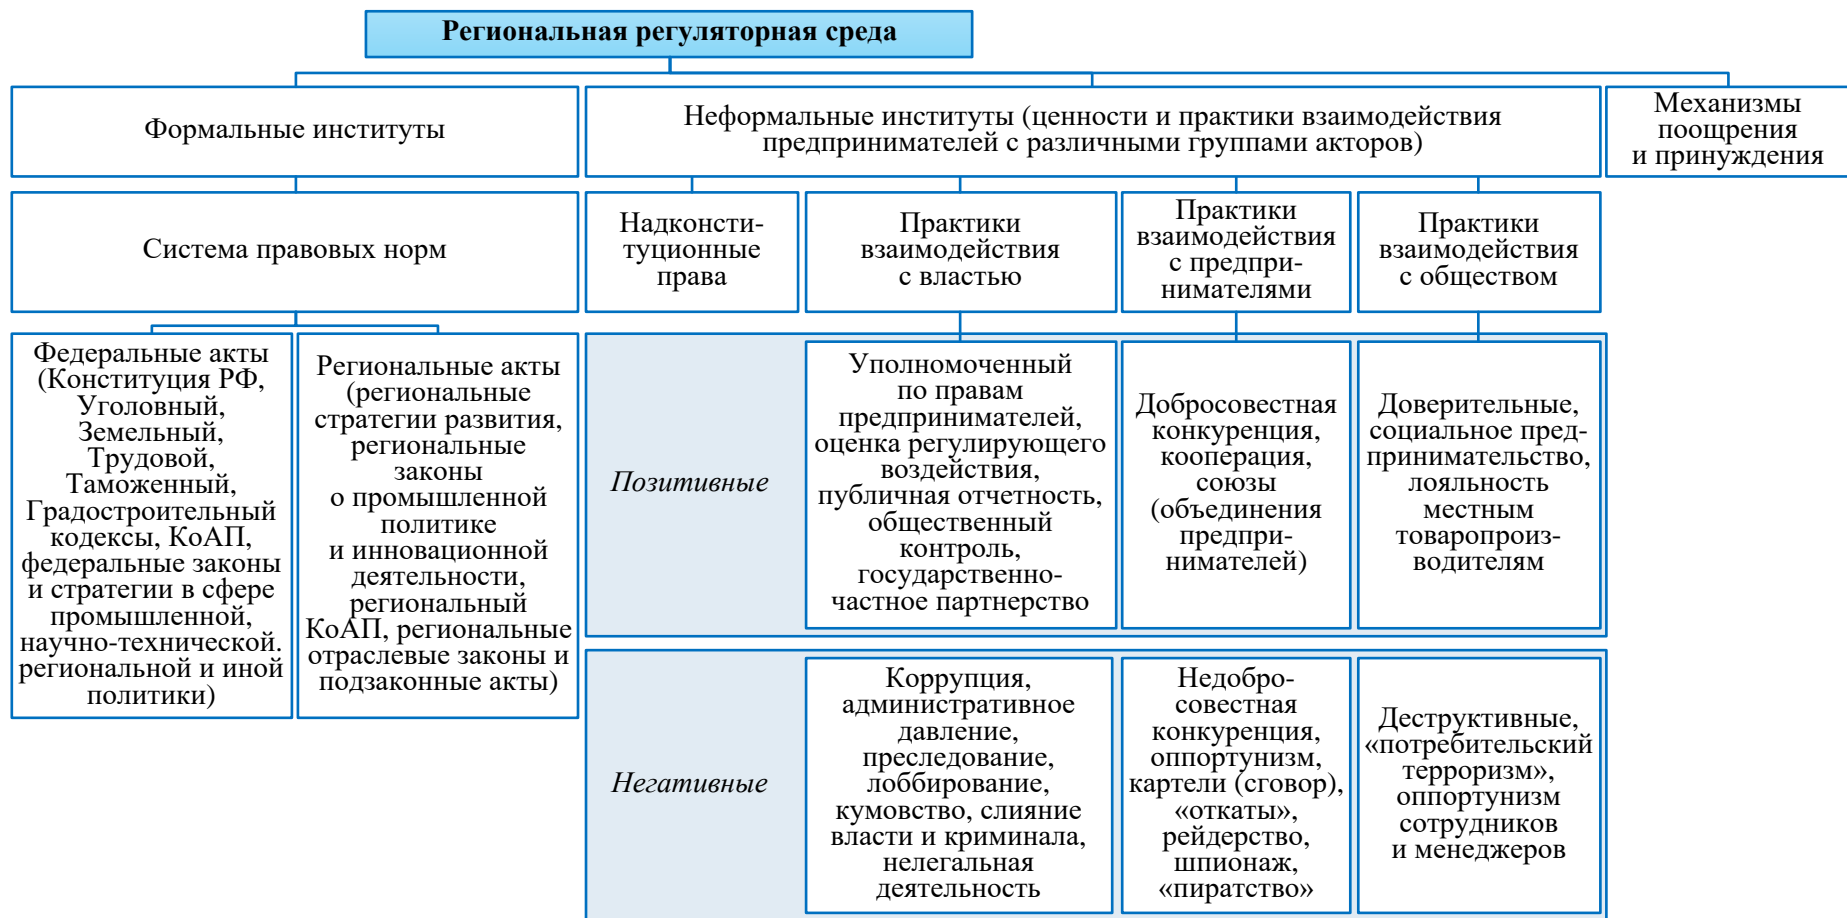 Региональная регуляторная среда
Формальные институты
Неформальные институты (ценности и практики взаимодействия
предпринимателей с различными группами акторов)
Механизмы
поощрения
и принуждения
Система правовых норм
Надконсти-
туционные
права
Практики
взаимодействия
с властью
Практики
взаимодействия
с предпри-
нимателями
Практики
взаимодействия
с обществом
Федеральные акты
(Конституция РФ,
Уголовный,
Земельный,
Трудовой,
Таможенный,
Градостроительный
кодексы, КоАП,
федеральные законы
и стратегии в сфере
промышленной,
научно-технической.
региональной и иной
политики)
Региональные акты
(региональные
стратегии развития,
региональные
законы
о промышленной
политике
и инновационной
деятельности,
региональный
КоАП, региональные
отраслевые законы и
подзаконные акты)
Позитивные
Уполномоченный
по правам
предпринимателей,
оценка регулирующего
воздействия,
публичная отчетность,
общественный
контроль,
государственно-
частное партнерство
Добросовестная
конкуренция,
кооперация,
союзы
(объединения
предпри-
нимателей)
Доверительные,
социальное пред-
принимательство,
лояльность
местным
товаропроиз-
водителям
Негативные
Коррупция,
административное
давление,
преследование,
лоббирование,
кумовство, слияние
власти и криминала,
нелегальная
деятельность
Недобро-
совестная
конкуренция,
оппортунизм,
картели (сговор),
«откаты»,
рейдерство,
шпионаж,
«пиратство»
Деструктивные,
«потребительский
терроризм»,
оппортунизм
сотрудников
и менеджеров